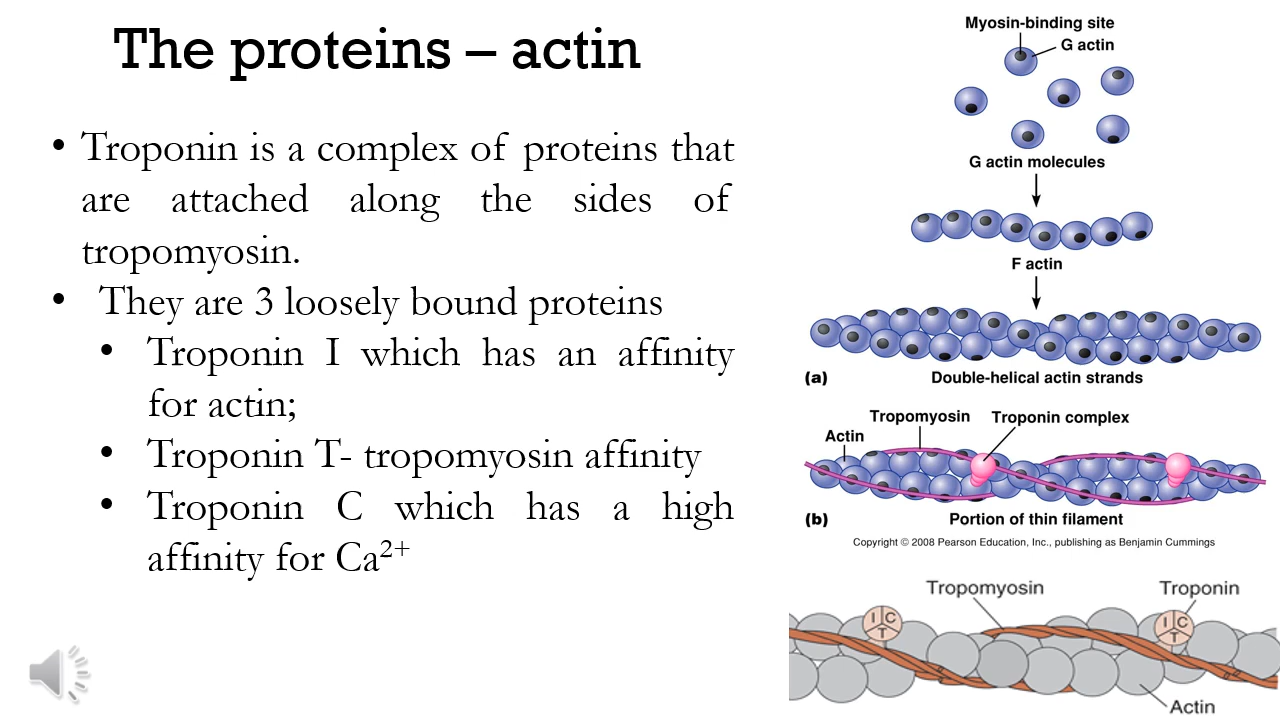 The proteins – actin
• Troponin is a complex of proteins that
are attached along the sides of
tropomyosin.
• They are 3 loosely bound proteins
• Troponin I which has an affinity
for actin;
• Troponin T- tropomyosin affinity
• Troponin C which has a high
affinity for Ca²⁺
Myosin-binding site
G actin
G actin molecules
F actin
(a)
Double-helical actin strands
Tropomyosin
Troponin complex
Actin
(b)
Portion of thin filament
Copyright © 2008 Pearson Education, Inc., publishing as Benjamin Cummings
Tropomyosin
Troponin
I C
T
I C
T
Actin